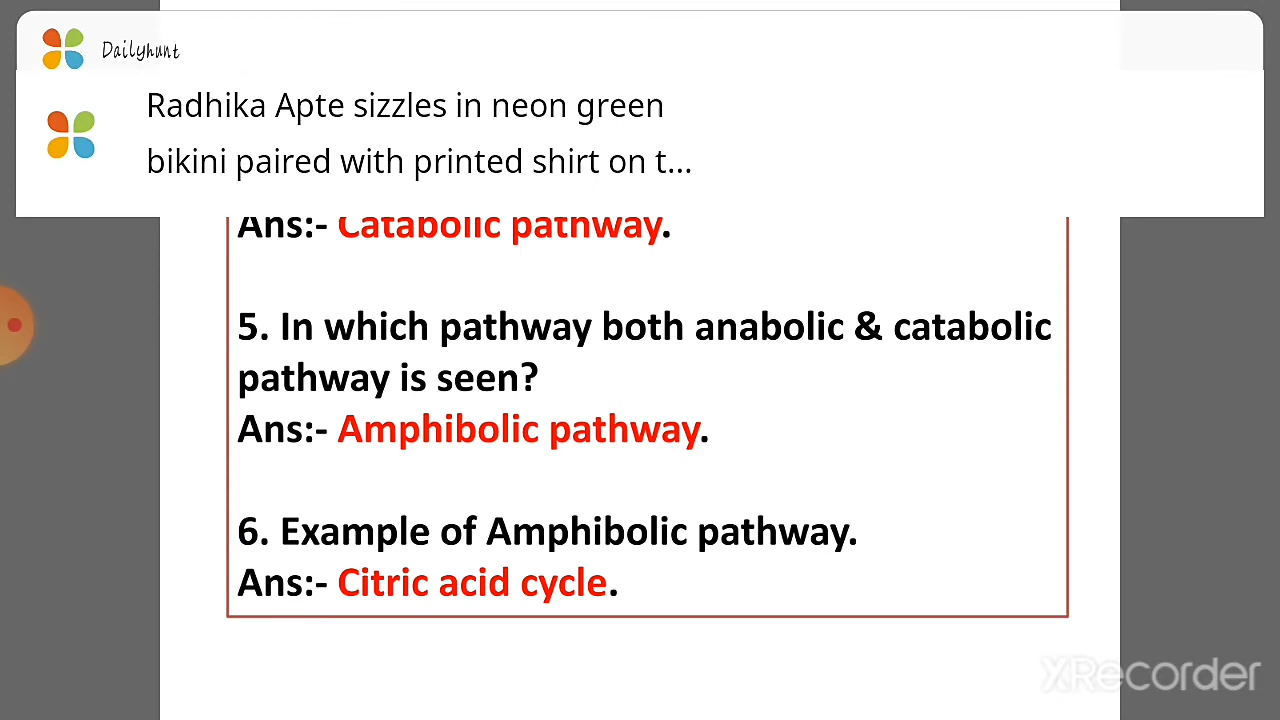 Dailyhunt
Radhika Apte sizzles in neon green
bikini paired with printed shirt on t...
Ans:- Catabolic pathway.
5. In which pathway both anabolic & catabolic
pathway is seen?
Ans:- Amphibolic pathway.
6. Example of Amphibolic pathway.
Ans:- Citric acid cycle.
XRecorder